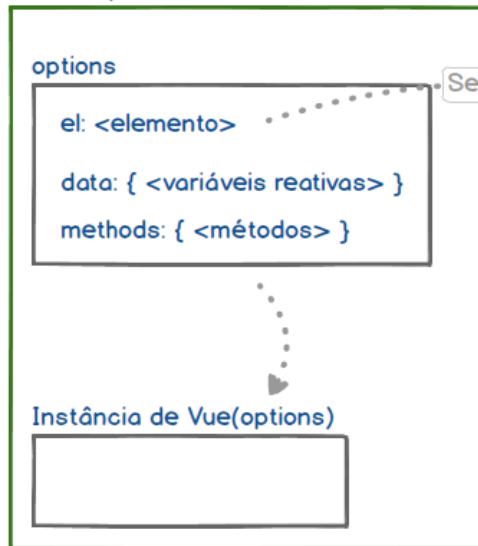 options
el: <elemento>
Se
data: { <variáveis reativas> }
methods: { <métodos> }
Instância de Vue(options)